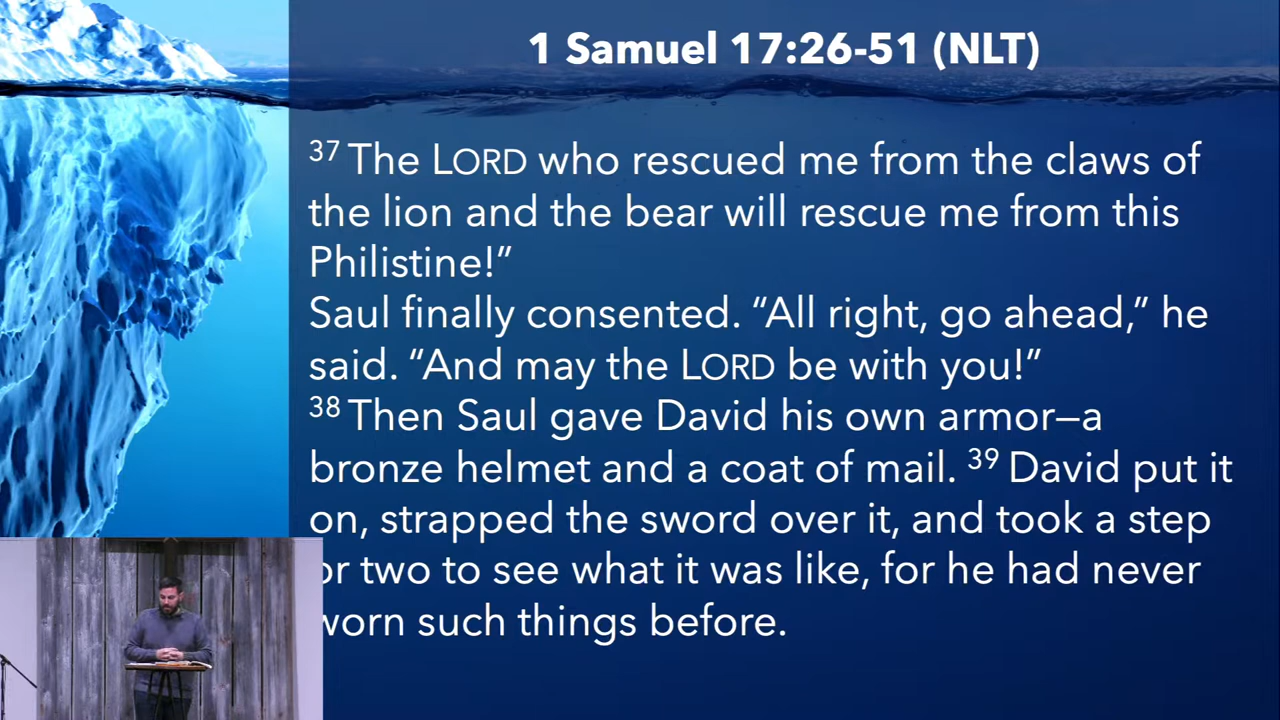 1 Samuel 17:26-51 (NLT)
37 The LORD who rescued me from the claws of
the lion and the bear will rescue me from this
Philistine!”
Saul finally consented. “All right, go ahead,” he
said. “And may the LORD be with you!”
38 Then Saul gave David his own armor—a
bronze helmet and a coat of mail. 39 David put it
on, strapped the sword over it, and took a step
or two to see what it was like, for he had never
worn such things before.